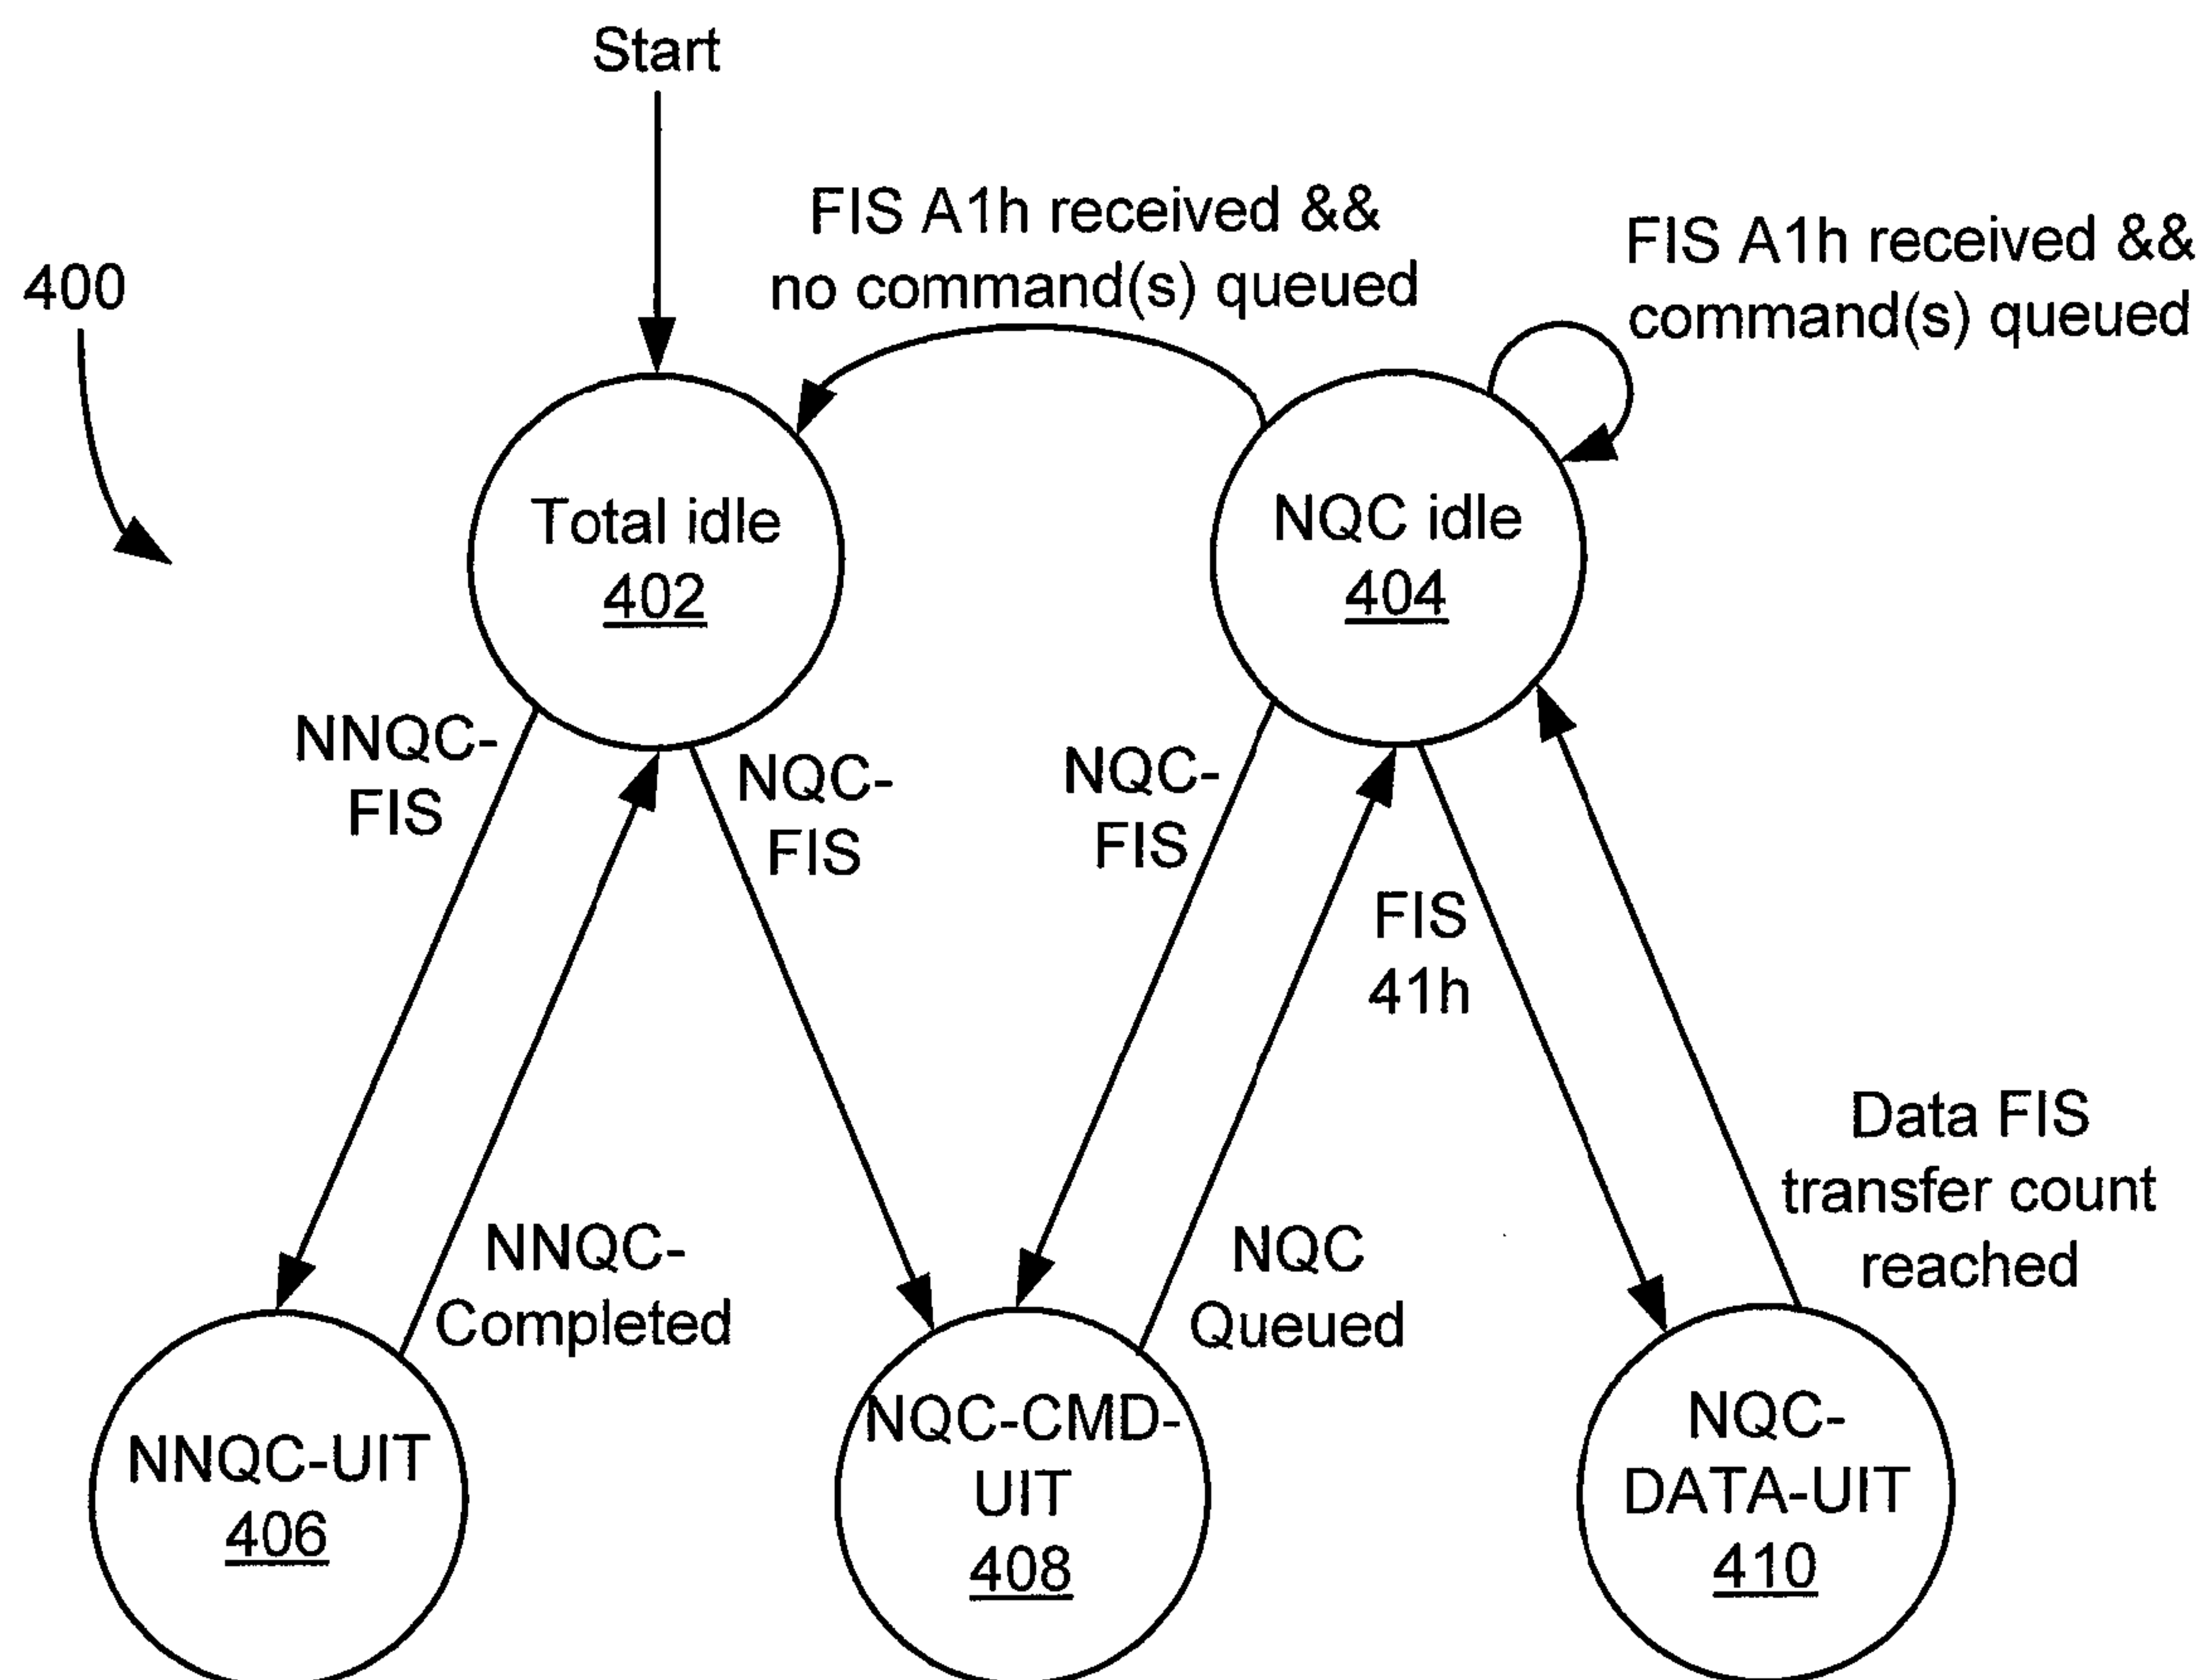 Start
FIS A1h received &&
no command(s) queued
FIS A1h received &&
command(s) queued
400
Total idle
402
NQC idle
404
NNQC-
FIS
NQC-
FIS
NQC-
FIS
FIS
41h
Data FIS
transfer count
reached
NNQC-
Completed
NQC
Queued
NNQC-UIT
406
NQC-CMD-
UIT
408
NQC-
DATA-UIT
410